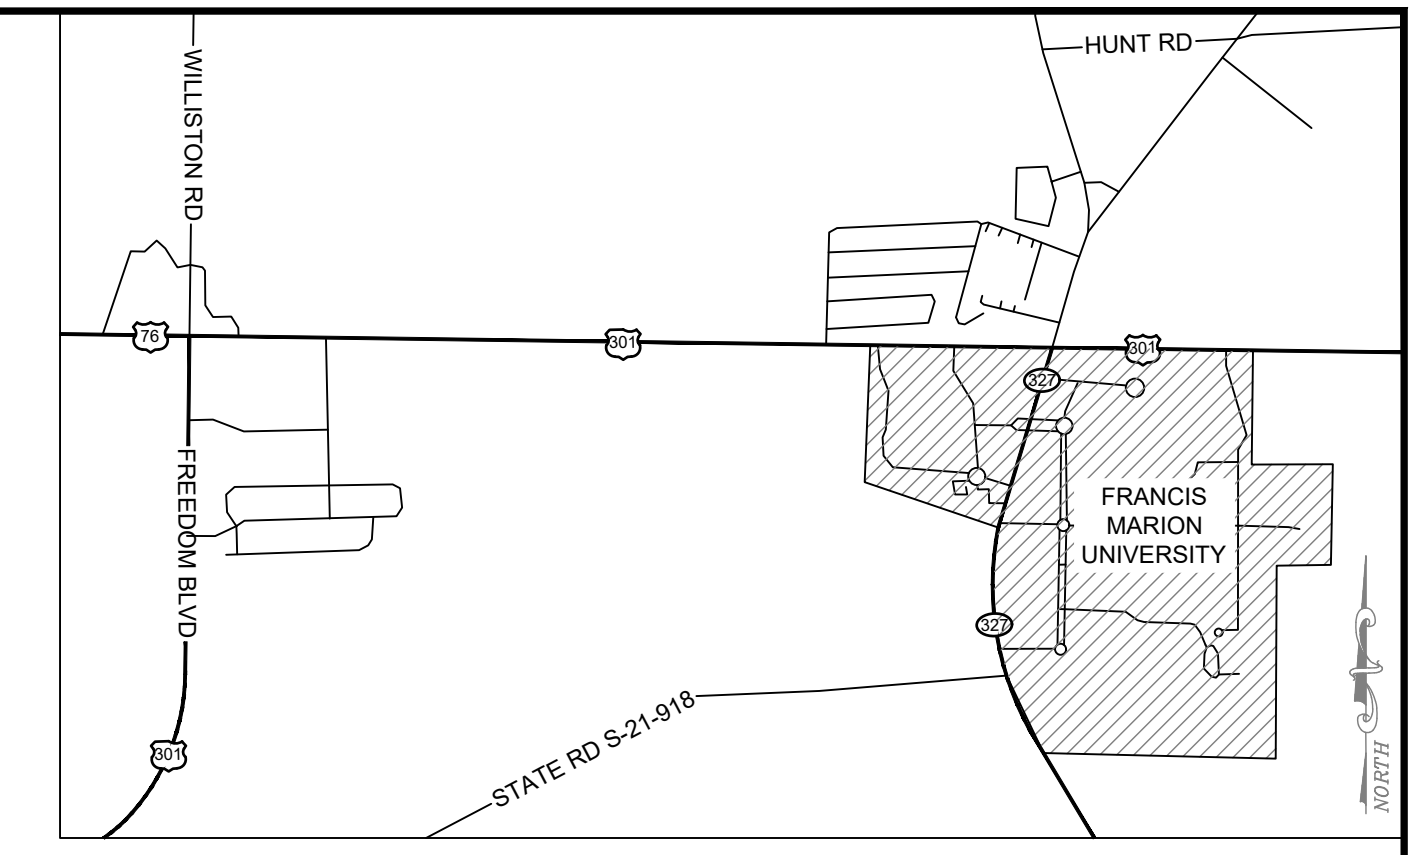 HUNT RD
WILLISTON RD
76
301
301
327
FREEDOM BLVD
FRANCIS
MARION
UNIVERSITY
327
STATE RD S-21-918
301
NORTH